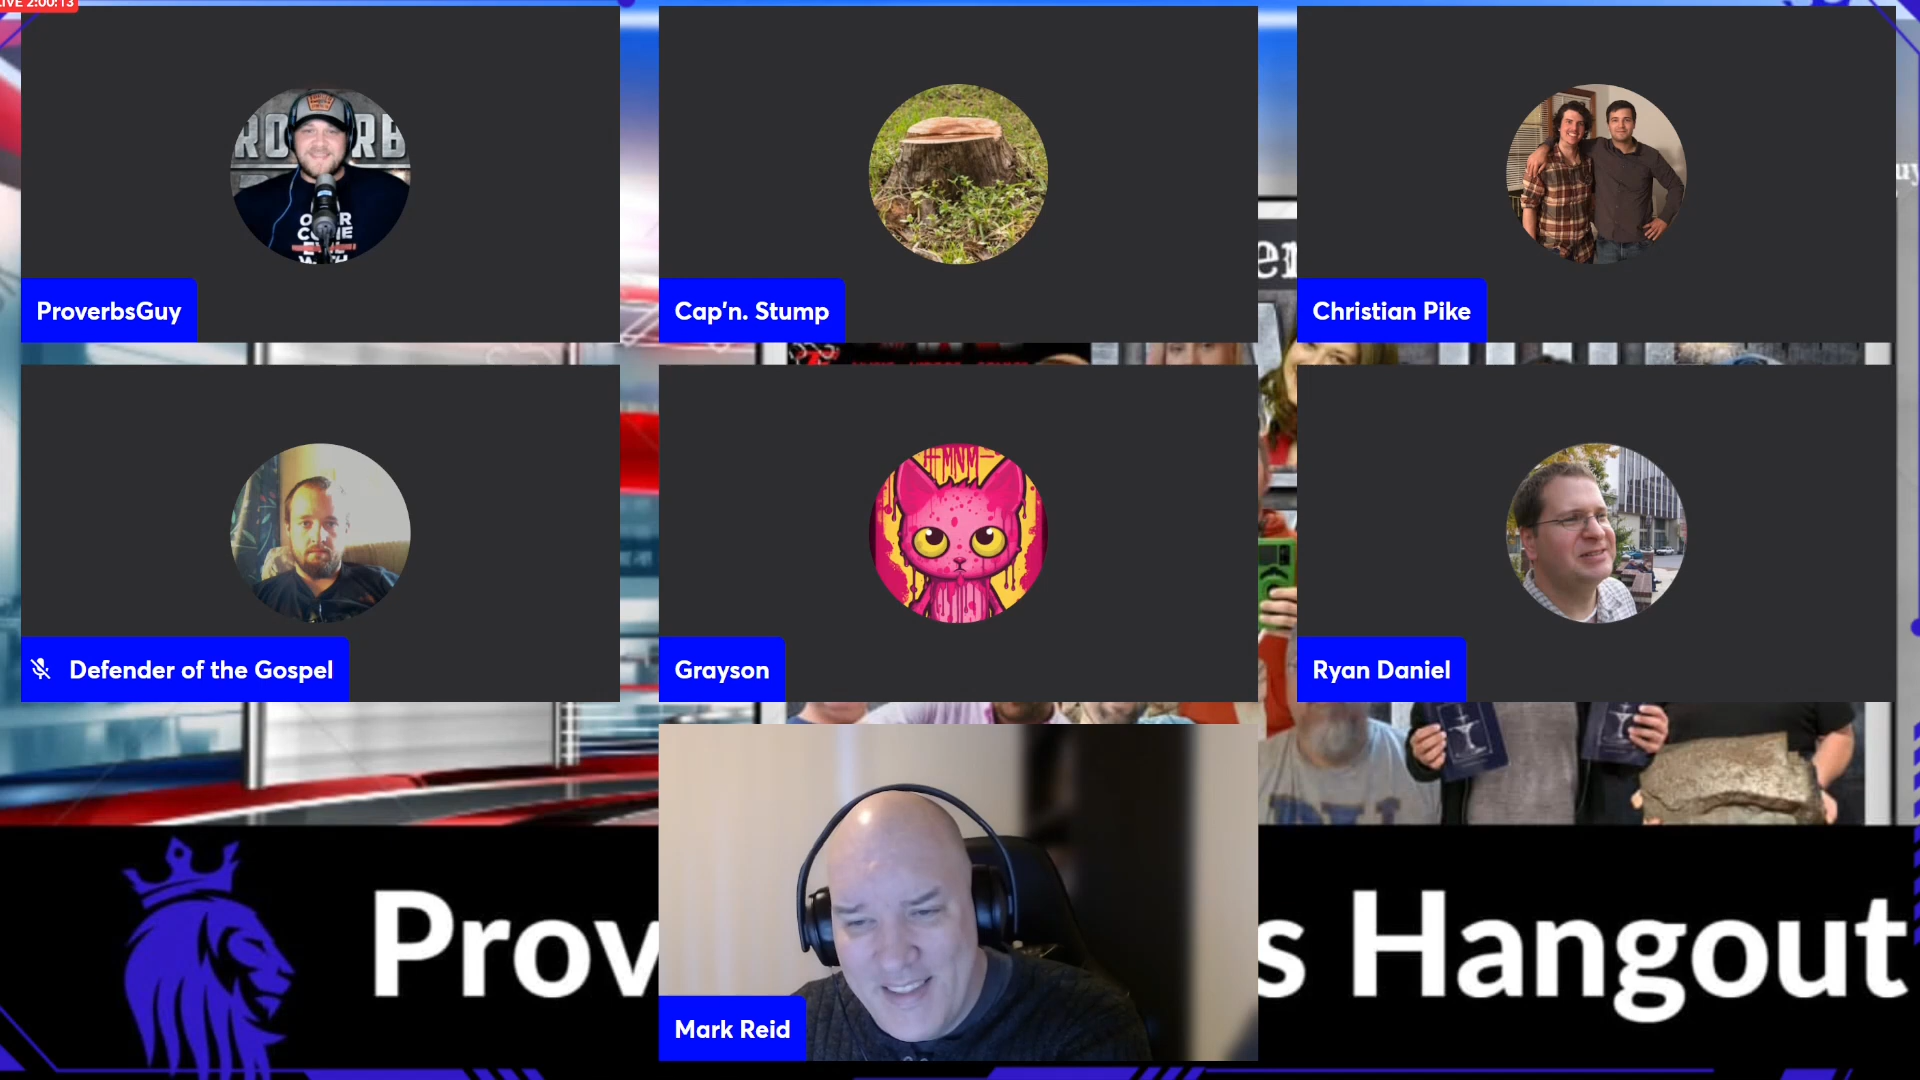 LIVE 2:00:13
ProverbsGuy
Cap'n. Stump
Christian Pike
Defender of the Gospel
MNM
Grayson
Ryan Daniel
Prov
s Hangout
Mark Reid